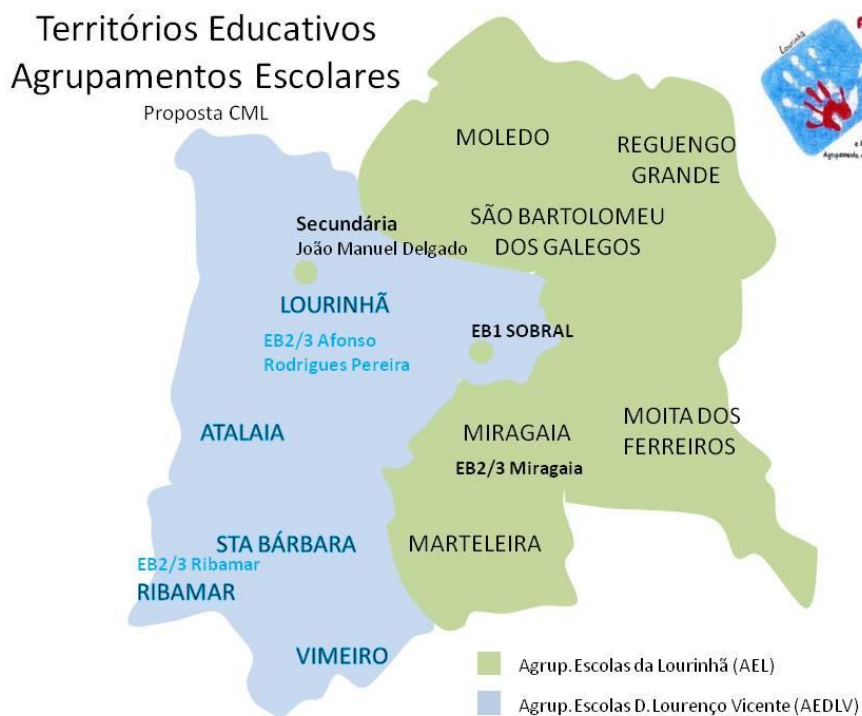 Territórios Educativos
Agrupamentos Escolares
Proposta CML
Lourinhã
MOLEDO
REGUENGO
GRANDE
SÃO BARTOLOMEU
DOS GALEGOS
Secundária
João Manuel Delgado
LOURINHÃ
EB2/3 Afonso
Rodrigues Pereira
EB1 SOBRAL
ATALAIA
MIRAGAIA
EB2/3 Miragaia
MOITA DOS
FERREIROS
STA BÁRBARA
MARTELEIRA
EB2/3 Ribamar
RIBAMAR
VIMEIRO
Agrup.Escolas da Lourinhã (AEL)
Agrup.Escolas D.Lourenço Vicente (AEDLV)